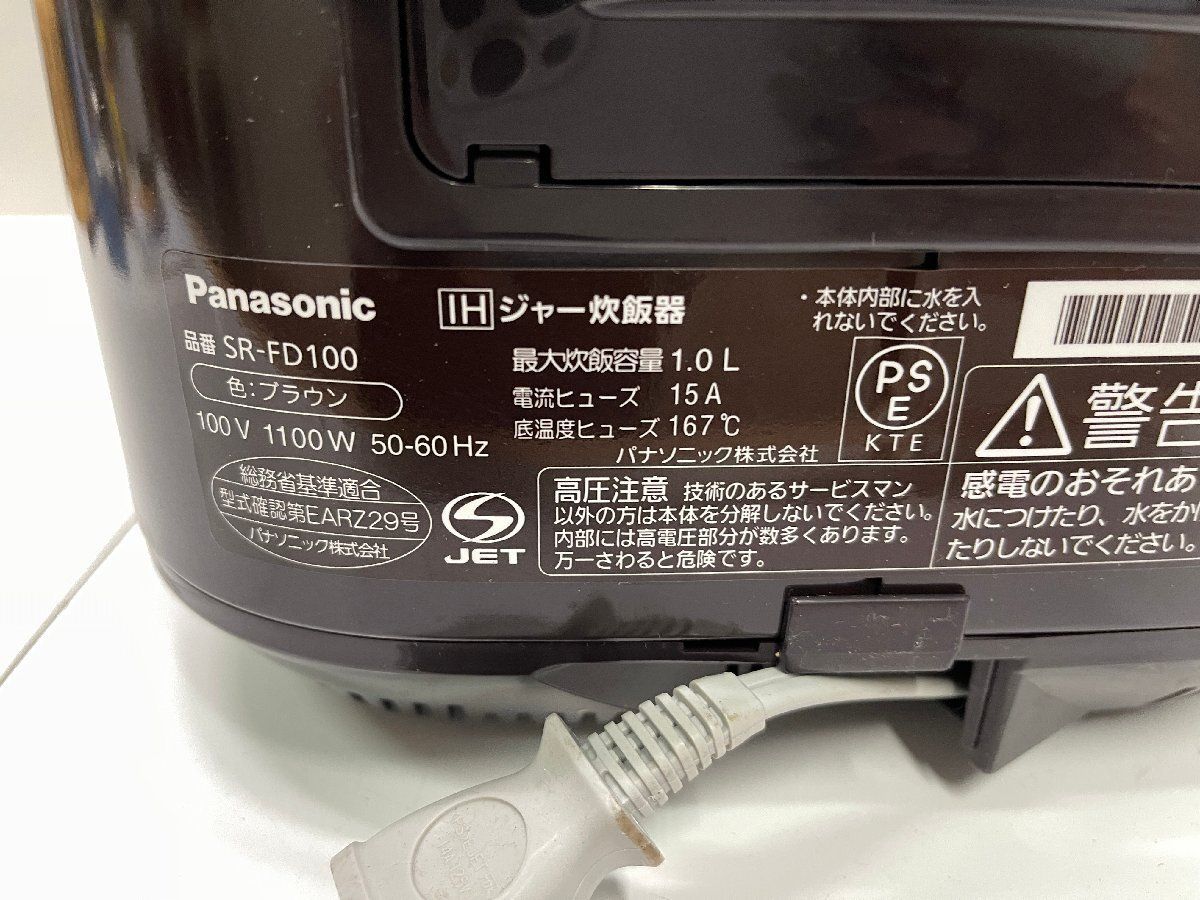 Panasonic
IH ジャー炊飯器
・本体内部に水を入
れないでください。
品番 SR-FD100
色：ブラウン
100V 1100W 50-60Hz
最大炊飯容量 1.0L
電流ヒューズ 15A
底温度ヒューズ 167℃
パナソニック株式会社
PS
E
KTE
総務省基準適合
型式確認第EARZ29号
パナソニック株式会社
S
JET
高圧注意 技術のあるサービスマン
以外の方は本体を分解しないでください。
内部には高電圧部分が数多くあります。
万一さわると危険です。
警告
感電のおそれあ
水につけたり、水をか
たりしないでください。